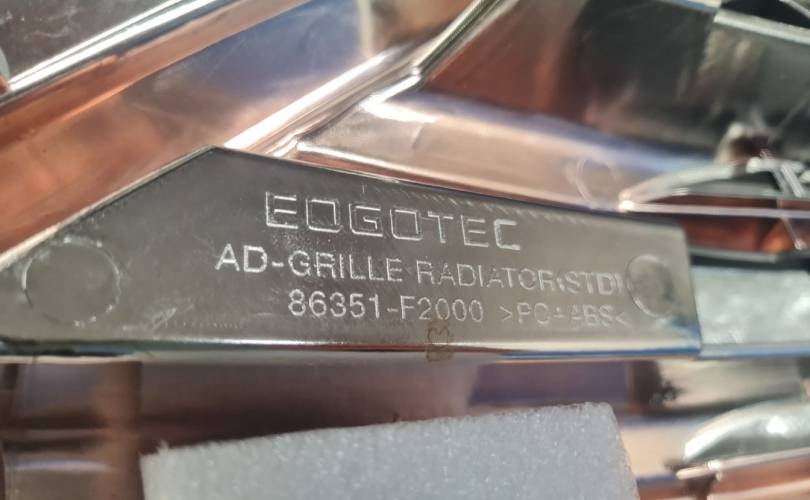 EOGOTEC
AD-GRILLE RADIATOR(STD)
86351-F2000 >PC+ABS<